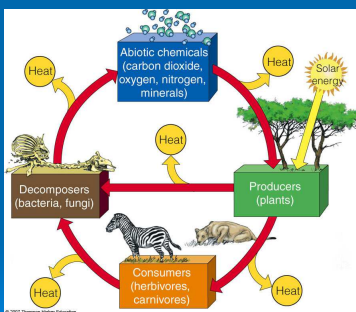 Abiotic chemicals
(carbon dioxide,
oxygen, nitrogen,
minerals)
Heat
Heat
Solar
energy
Heat
Decomposers
(bacteria, fungi)
Producers
(plants)
Consumers
(herbivores,
carnivores)
Heat
Heat